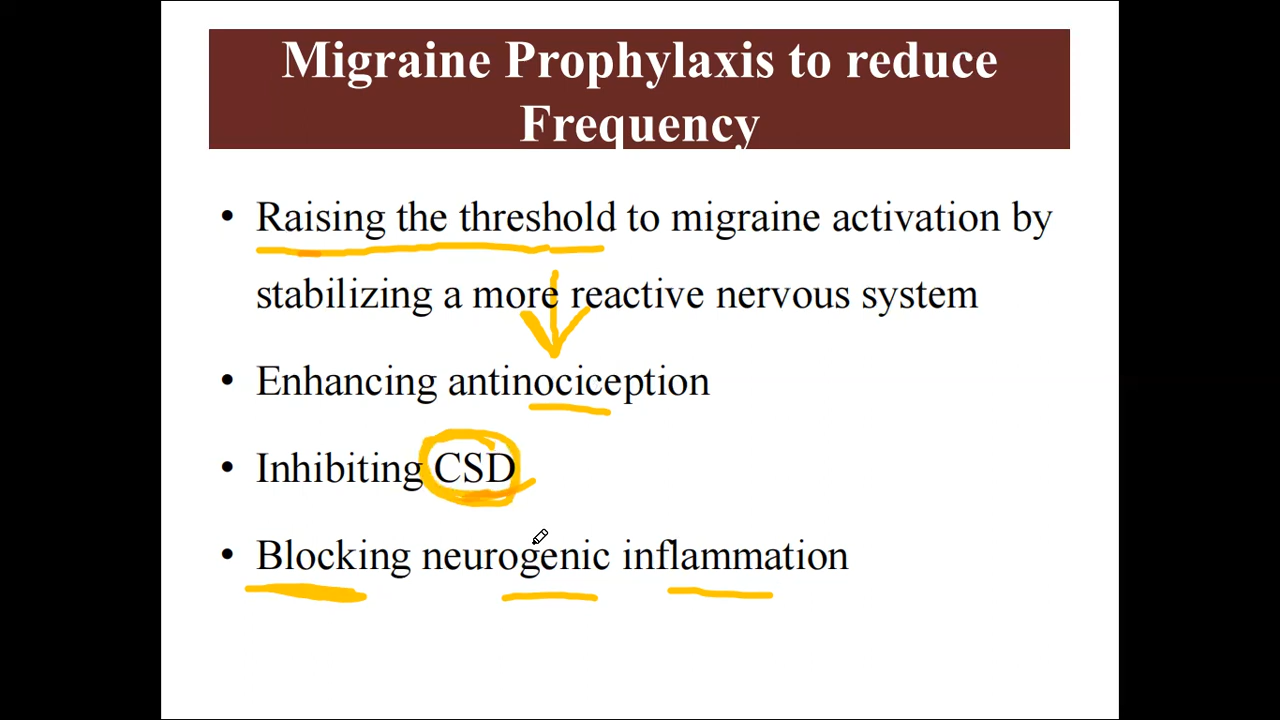 Migraine Prophylaxis to reduce
Frequency
• Raising the threshold to migraine activation by
stabilizing a more reactive nervous system
• Enhancing antinociception
• Inhibiting CSD
• Blocking neurogenic inflammation